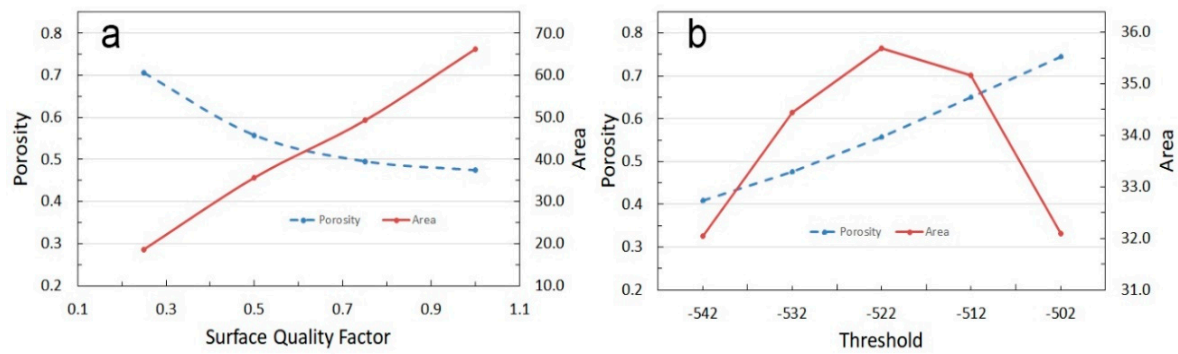 a
Porosity
0.8
0.7
0.6
0.5
0.4
0.3
0.2
70.0
60.0
50.0
40.0
30.0
20.0
10.0
Area
Porosity Area
0.1 0.3 0.5 0.7 0.9 1.1
Surface Quality Factor
b
Porosity
0.8
0.7
0.6
0.5
0.4
0.3
0.2
36.0
35.0
34.0
33.0
32.0
31.0
Area
Porosity Area
-542 -532 -522 -512 -502
Threshold